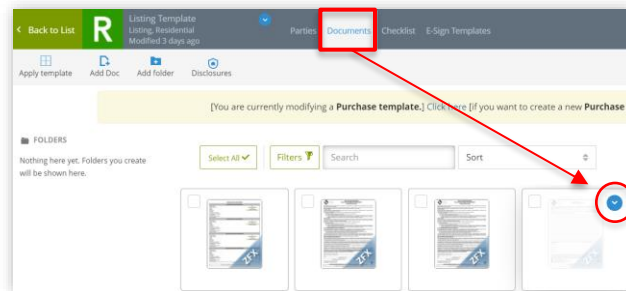 Back to List
R
Listing Template
Listing, Residential
Modified 3 days ago
Parties Documents Checklist E-Sign Templates
Apply template Add Doc Add folder Disclosures
[You are currently modifying a Purchase template.] Click here [if you want to create a new Purchase
FOLDERS
Nothing here yet. Folders you create
will be shown here.
Select All Filters Search Sort
ZFX ZFX ZFX ZFX